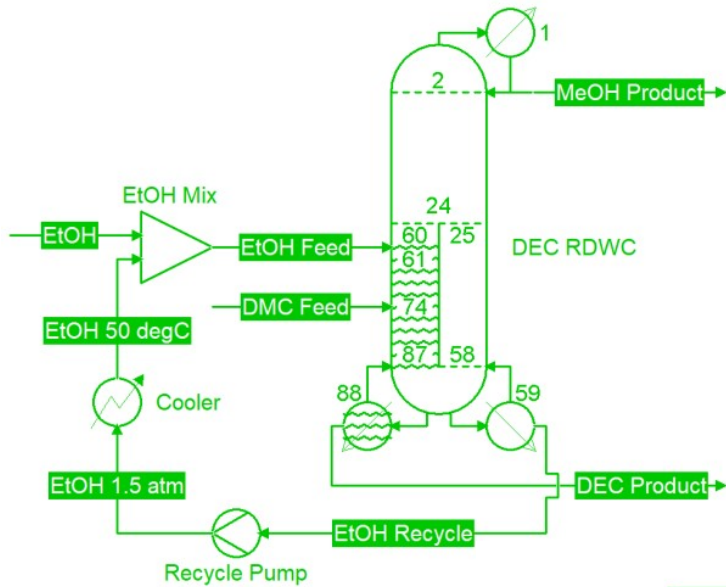 1
2
MeOH Product
24
EtOH Mix
EtOH
EtOH Feed
60
25
DEC RDWC
61
DMC Feed
74
EtOH 50 degC
87
58
88
59
Cooler
EtOH 1.5 atm
DEC Product
EtOH Recycle
Recycle Pump